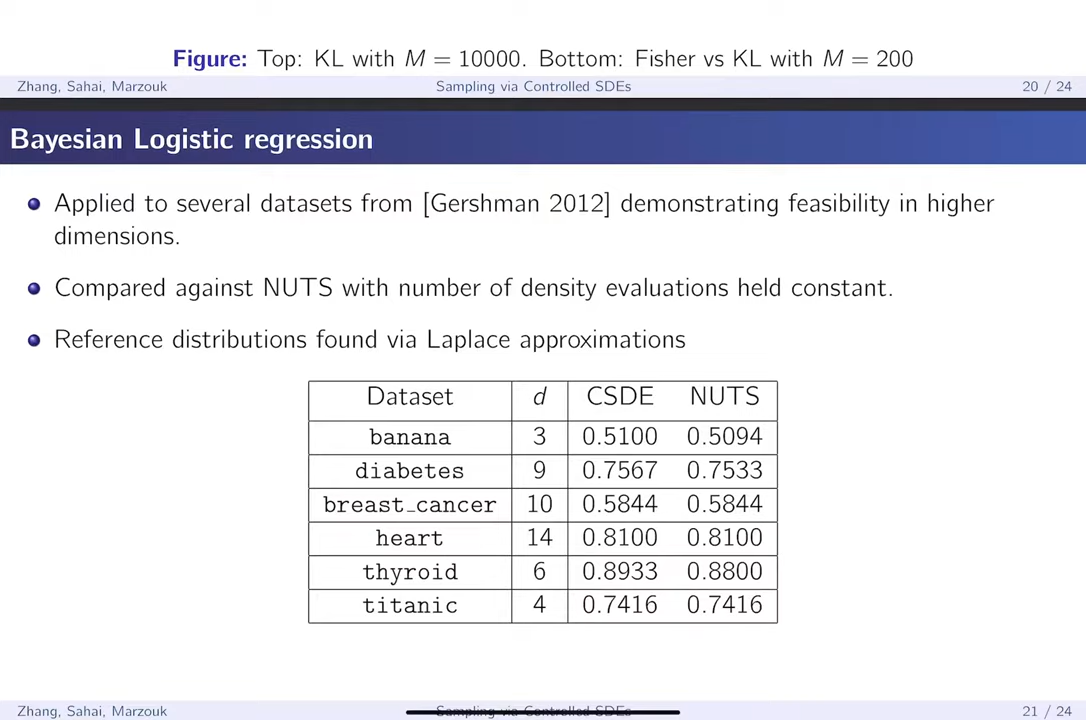 Figure: Top: KL with M = 10000. Bottom: Fisher vs KL with M = 200
Zhang, Sahai, Marzouk Sampling via Controlled SDEs 20 / 24
Bayesian Logistic regression
Applied to several datasets from [Gershman 2012] demonstrating feasibility in higher
dimensions.
Compared against NUTS with number of density evaluations held constant.
Reference distributions found via Laplace approximations
Dataset d CSDE NUTS
banana 3 0.5100 0.5094
diabetes 9 0.7567 0.7533
breast_cancer 10 0.5844 0.5844
heart 14 0.8100 0.8100
thyroid 6 0.8933 0.8800
titanic 4 0.7416 0.7416
Zhang, Sahai, Marzouk Sampling via Controlled SDEs 21 / 24